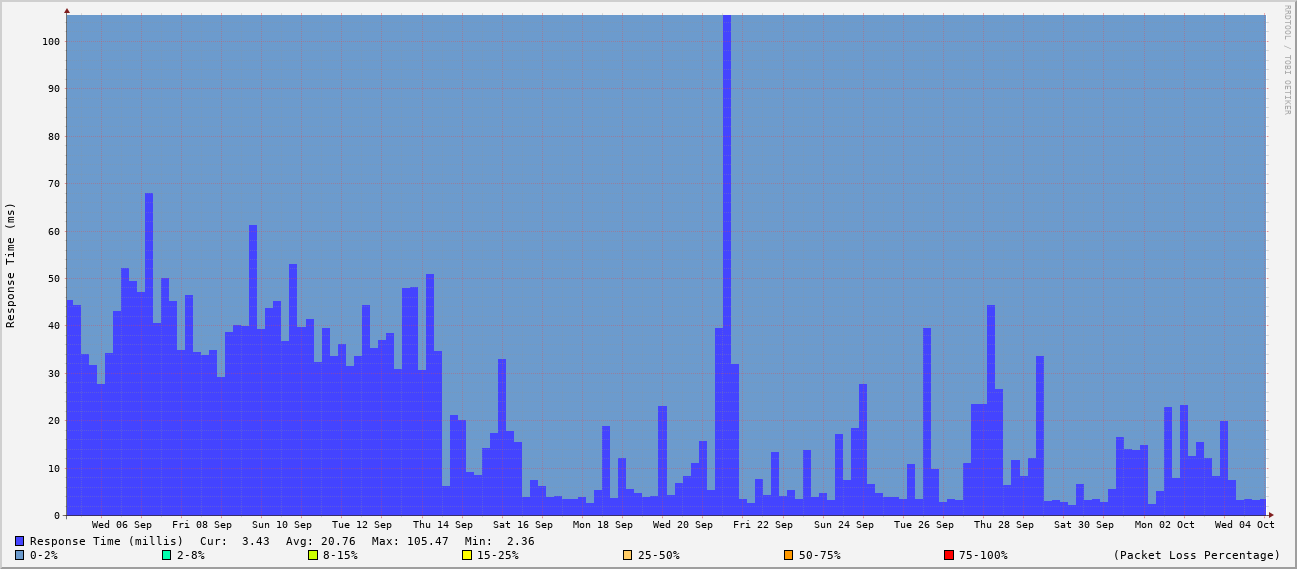 RRDTOOL / TOBI OETIKER
Response Time (ms)
100
90
80
70
60
50
40
30
20
10
0
Wed 06 Sep Fri 08 Sep Sun 10 Sep Tue 12 Sep Thu 14 Sep Sat 16 Sep Mon 18 Sep Wed 20 Sep Fri 22 Sep Sun 24 Sep Tue 26 Sep Thu 28 Sep Sat 30 Sep Mon 02 Oct Wed 04 Oct
Response Time (millis) Cur: 3.43 Avg: 20.76 Max: 105.47 Min: 2.36
0-2% 2-8% 8-15% 15-25% 25-50% 50-75% 75-100% (Packet Loss Percentage)